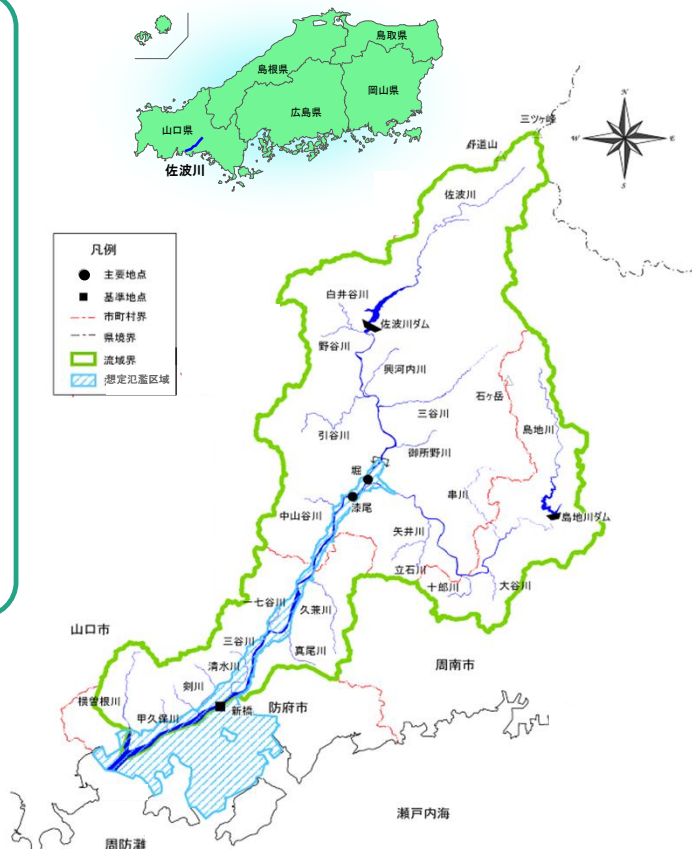 鳥取県
島根県
岡山県
広島県
山口県
佐波川
三ツヶ峰
野道山
N
W
E
S
佐波川
凡例
主要地点
基準地点
市町村界
県境界
流域界
想定氾濫区域
白井谷川
佐波川ダム
野谷川
興河内川
石ヶ岳
三谷川
島地川
引谷川
御所野川
堀
串川
漆尾
中山谷川
矢井川
島地川ダム
立石川
十郎川
大谷川
一七谷川
久兼川
山口市
三谷川
真尾川
清水川
周南市
剣川
横曽根川
新橋
防府市
甲久保川
瀬戸内海
周防灘